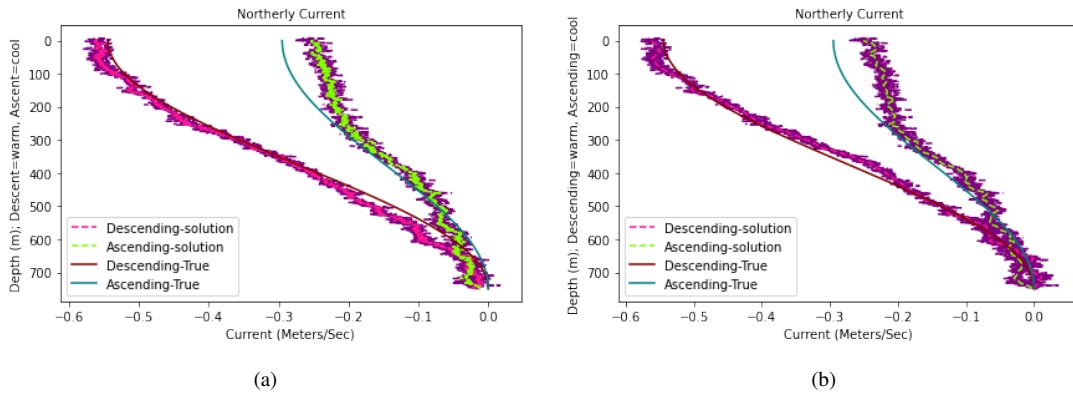 Northerly Current
Depth (m); Descent=warm, Ascent=cool
0
100
200
300
400
500
600
700
Descending-solution
Ascending-solution
Descending-True
Ascending-True
−0.6 −0.5 −0.4 −0.3 −0.2 −0.1 0.0
Current (Meters/Sec)
(a)
Northerly Current
Depth (m); Descending=warm, Ascending=cool
0
100
200
300
400
500
600
700
Descending-solution
Ascending-solution
Descending-True
Ascending-True
−0.6 −0.5 −0.4 −0.3 −0.2 −0.1 0.0
Current (Meters/Sec)
(b)